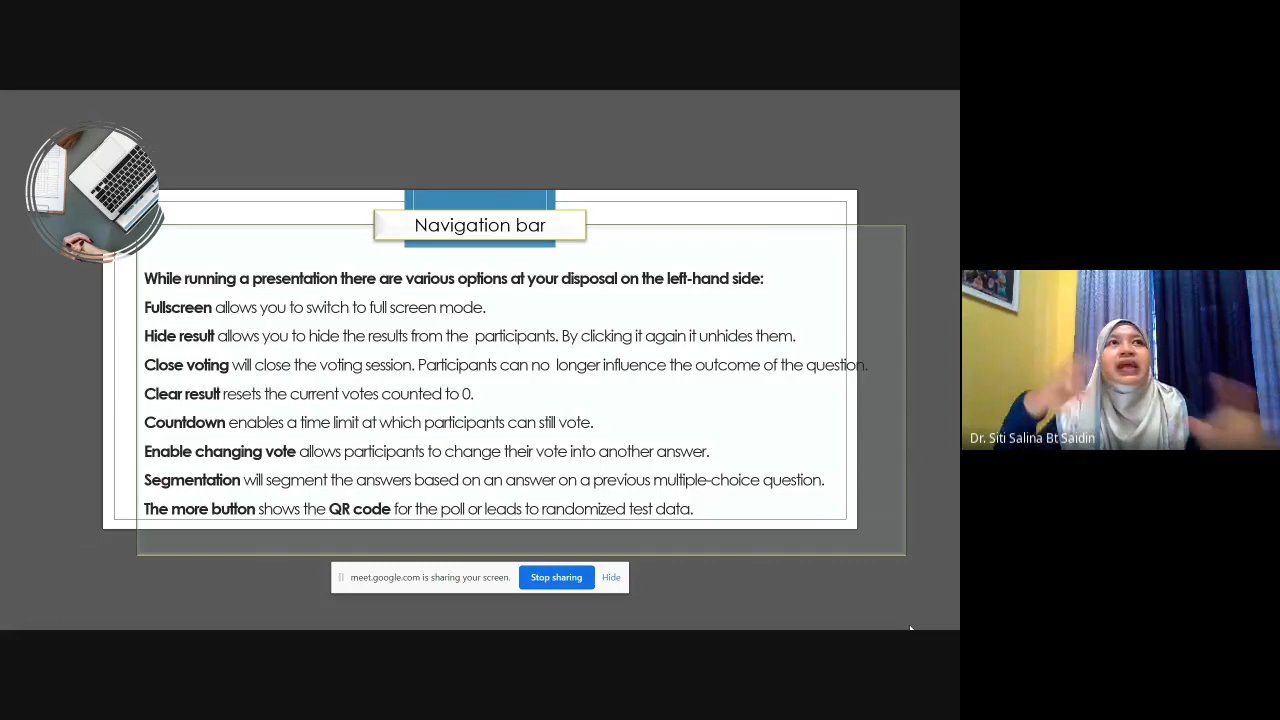 Navigation bar
While running a presentation there are various options at your disposal on the left-hand side:
Fullscreen allows you to switch to full screen mode.
Hide result allows you to hide the results from the participants. By clicking it again it unhides them.
Close voting will close the voting session. Participants can no longer influence the outcome of the question.
Clear result resets the current votes counted to 0.
Countdown enables a time limit at which participants can still vote.
Enable changing vote allows participants to change their vote into another answer.
Segmentation will segment the answers based on an answer on a previous multiple-choice question.
The more button shows the QR code for the poll or leads to randomized test data.
meet.google.com is sharing your screen. Stop sharing Hide
Dr. Siti Salina Bt Saidin